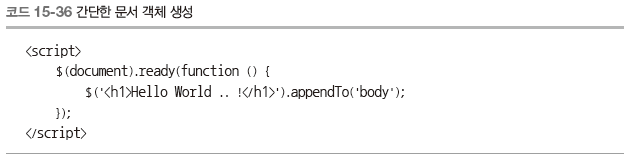 코드 15-36 간단한 문서 객체 생성
<script>
$(document).ready(function () {
$('<h1>Hello World .. !</h1>').appendTo('body');
});
</script>